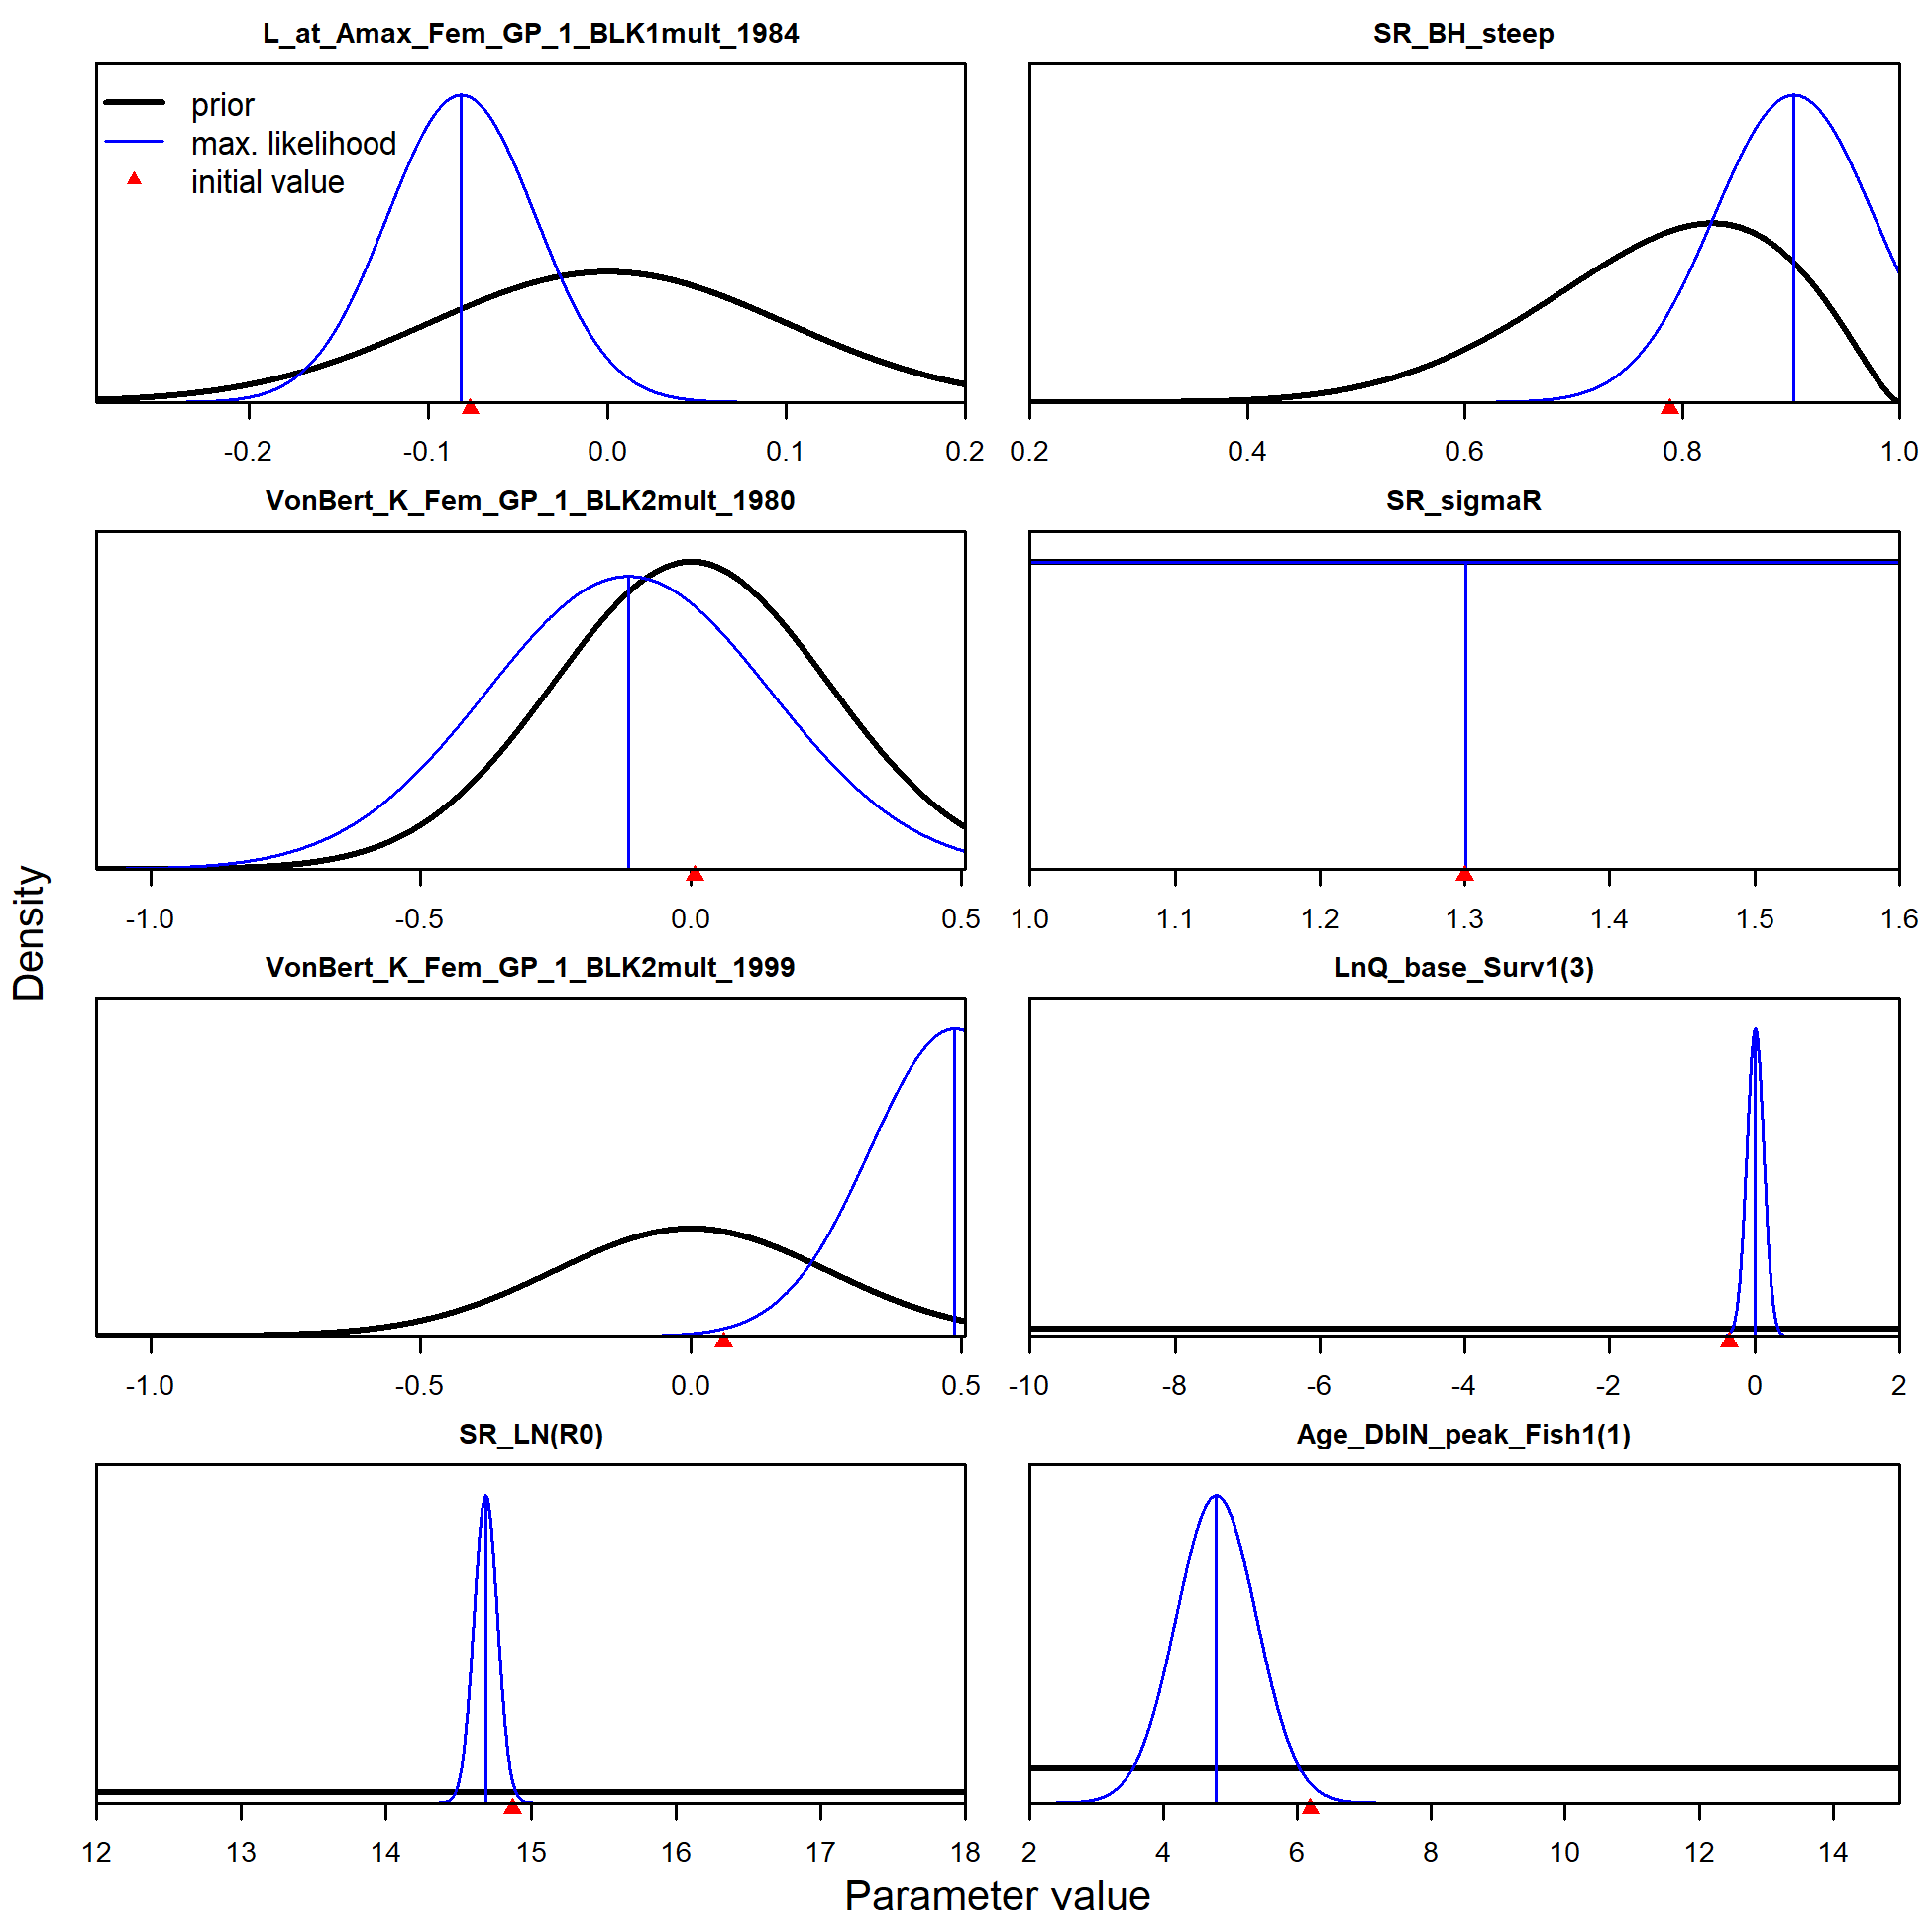 L_at_Amax_Fem_GP_1_BLK1mult_1984
prior
max. likelihood
initial value
-0.2 -0.1 0.0 0.1 0.2
SR_BH_steep
0.2 0.4 0.6 0.8 1.0
VonBert_K_Fem_GP_1_BLK2mult_1980
-1.0 -0.5 0.0 0.5
SR_sigmaR
1.0 1.1 1.2 1.3 1.4 1.5 1.6
VonBert_K_Fem_GP_1_BLK2mult_1999
-1.0 -0.5 0.0 0.5
LnQ_base_Surv1(3)
-10 -8 -6 -4 -2 0 2
SR_LN(R0)
12 13 14 15 16 17 18
Age_DblN_peak_Fish1(1)
2 4 6 8 10 12 14
Density
Parameter value